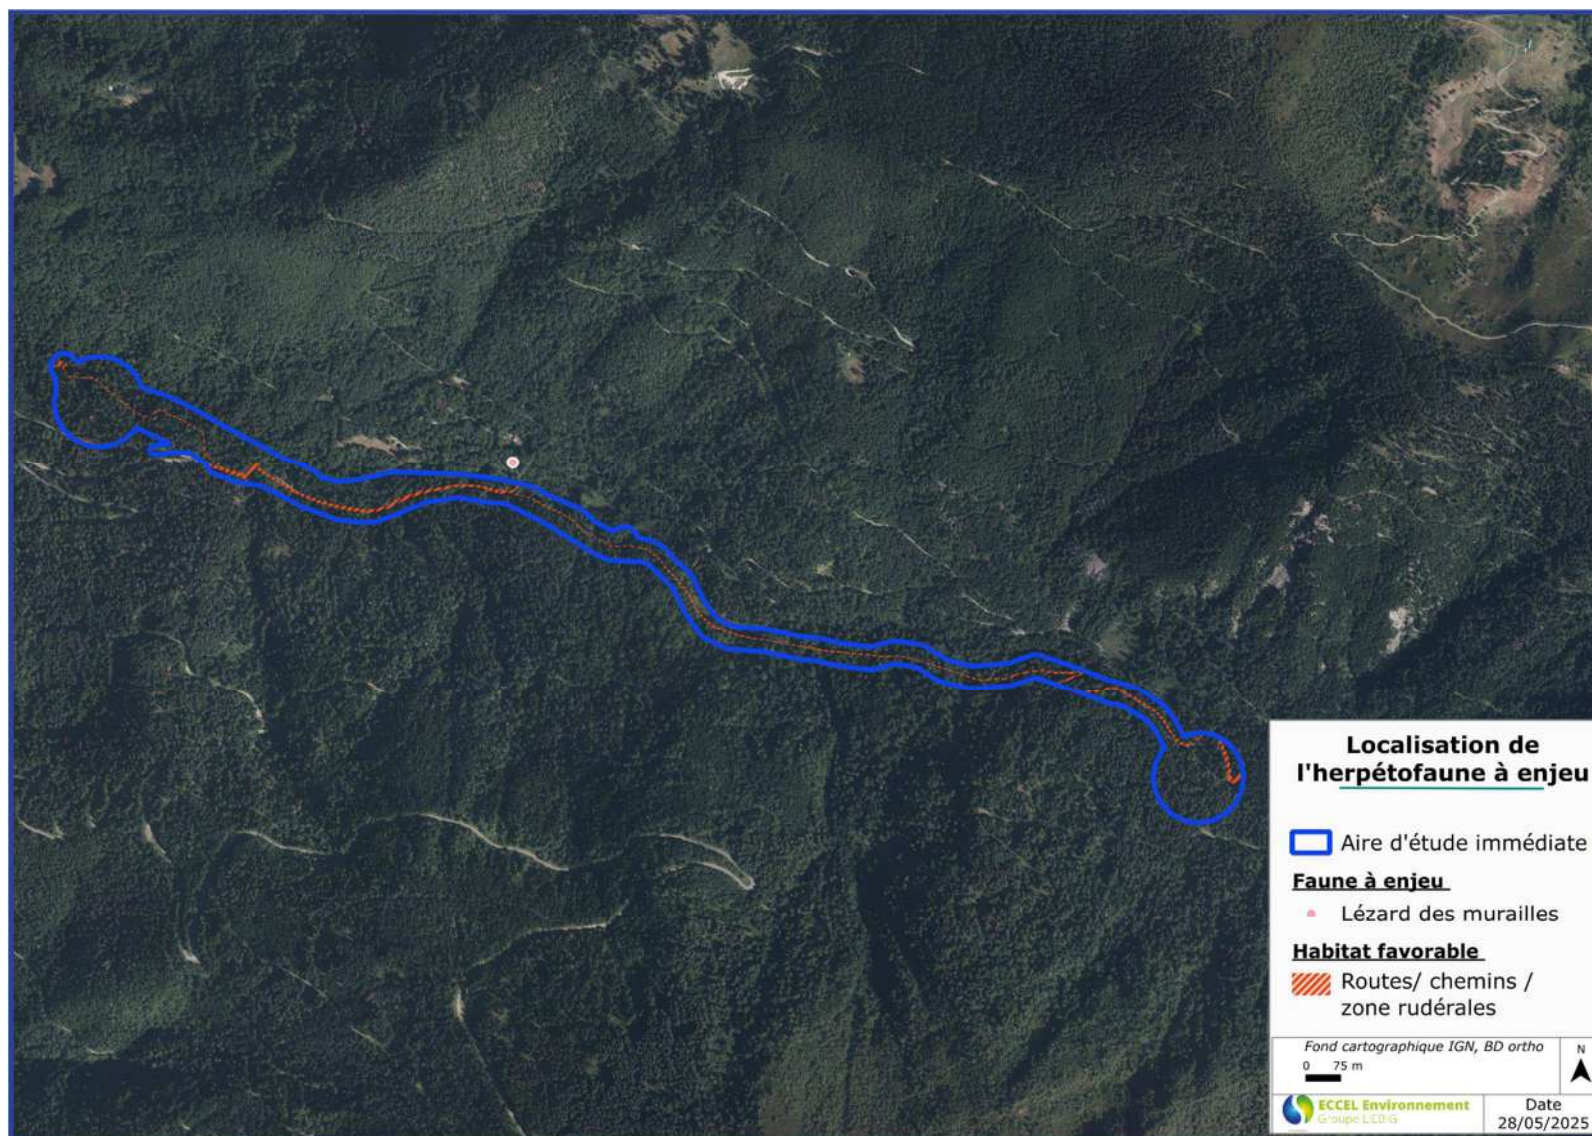 Localisation de
l'herpétofaune à enjeu
Aire d'étude immédiate
Faune à enjeu
Lézard des murailles
Habitat favorable
Routes/ chemins /
zone rudérales
Fond cartographique IGN, BD ortho
0 75 m
N
ECCEL Environnement
Groupe LIEBIG
Date
28/05/2025